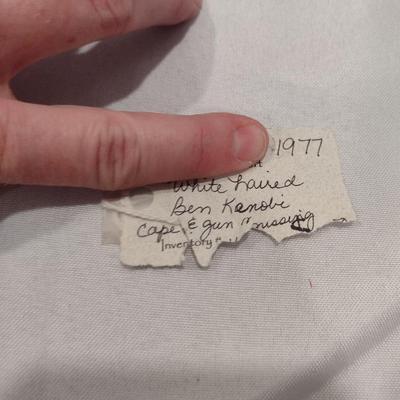 1977
White haired
Ben Kenobi
Cape & gun "missing
Inventory